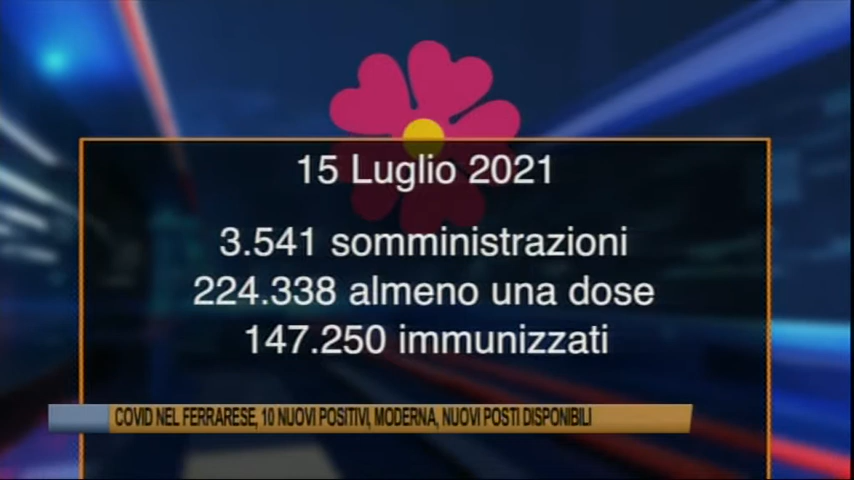 15 Luglio 2021
3.541 somministrazioni
224.338 almeno una dose
147.250 immunizzati
COVID NEL FERRARESE, 10 NUOVI POSITIVI, MODERNA, NUOVI POSTI DISPONIBILI